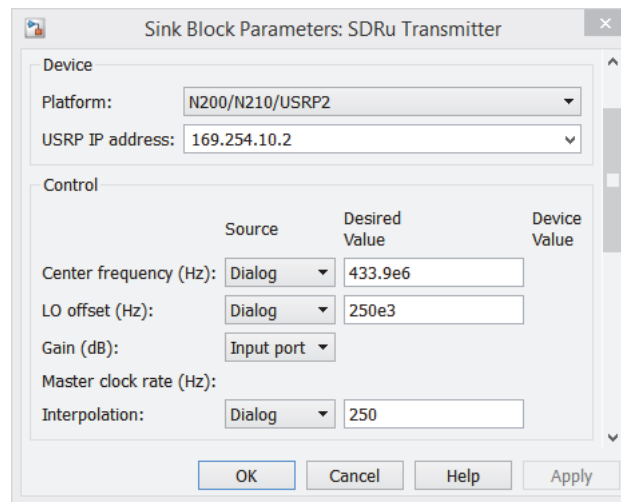 Sink Block Parameters: SDRu Transmitter
Device
Platform: N200/N210/USRP2
USRP IP address: 169.254.10.2
Control
Source Desired Value Device Value
Center frequency (Hz): Dialog 433.9e6
LO offset (Hz): Dialog 250e3
Gain (dB): Input port
Master clock rate (Hz):
Interpolation: Dialog 250
OK Cancel Help Apply